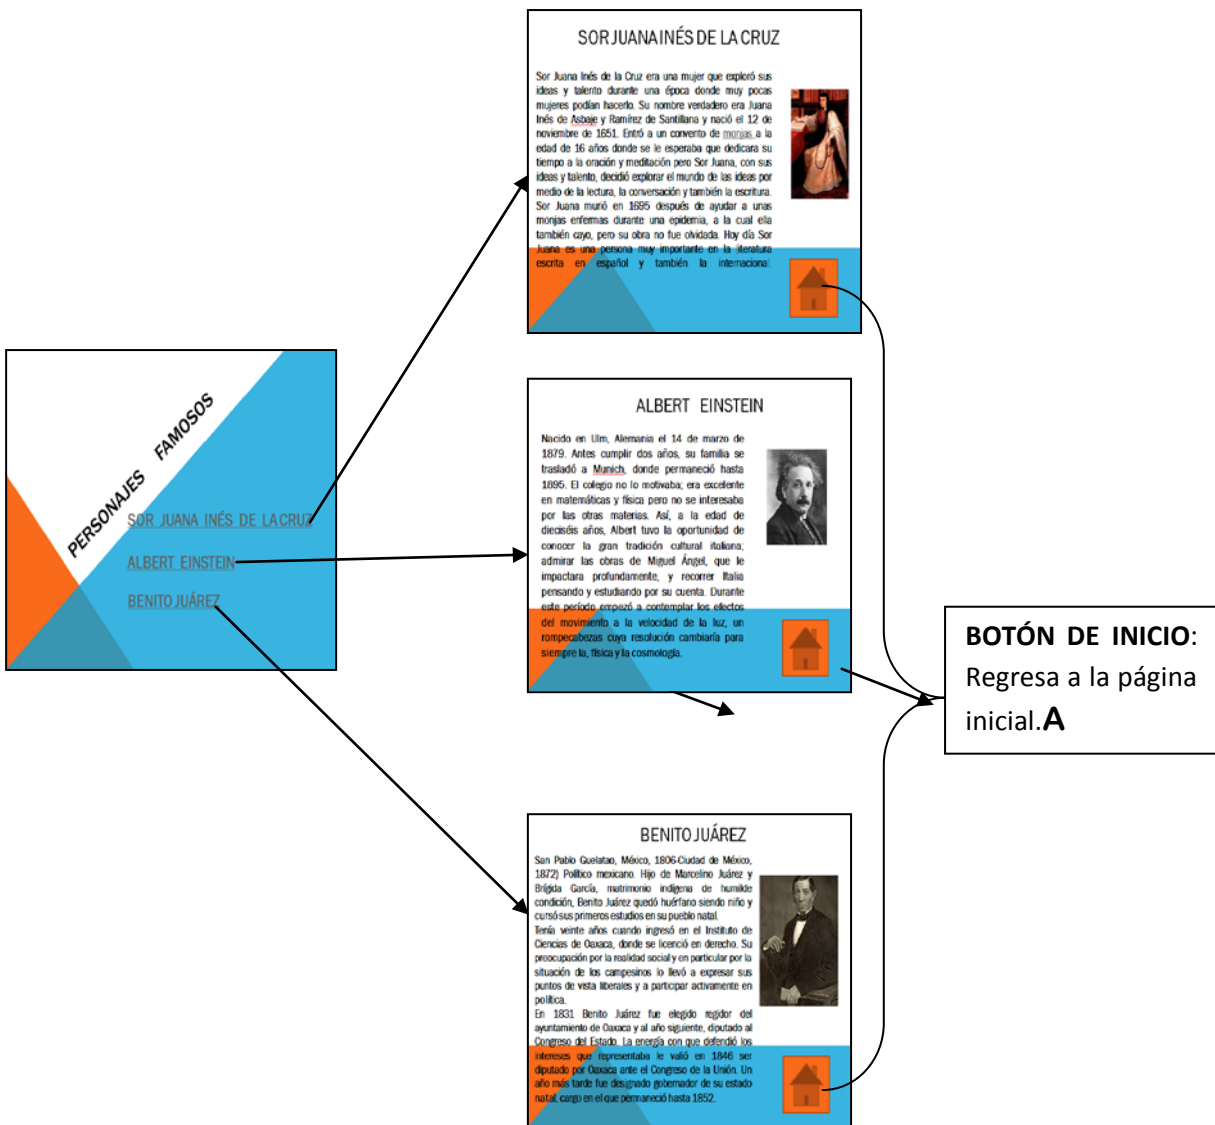 SOR JUANA INÉS DE LA CRUZ
Sor Juana Inés de la Cruz era una mujer que exploró sus
ideas y talento durante una época donde muy pocas
mujeres podían hacerlo. Su nombre verdadero era Juana
Inés de Asbaje y Ramírez de Santillana y nació el 12 de
noviembre de 1651. Entró a un convento de monjas a la
edad de 16 años donde se le esperaba que dedicara su
tiempo a la oración y meditación pero Sor Juana, con sus
ideas y talento, decidió explorar el mundo de las ideas por
medio de la lectura, la conversación y también la escritura.
Sor Juana murió en 1695 después de ayudar a unas
monjas enfermas durante una epidemia, a la cual ella
también cayo, pero su obra no fue olvidada. Hoy día Sor
Juana es una persona muy importante en la literatura
escrita en español y también la internacional.
PERSONAJES FAMOSOS
SOR JUANA INÉS DE LA CRUZ
ALBERT EINSTEIN
BENITO JUÁREZ
ALBERT EINSTEIN
Nacido en Ulm, Alemania el 14 de marzo de
1879. Antes cumplir dos años, su familia se
trasladó a Munich, donde permaneció hasta
1895. El colegio no lo motivaba; era excelente
en matemáticas y física pero no se interesaba
por las otras materias. Así, a la edad de
dieciséis años, Albert tuvo la oportunidad de
conocer la gran tradición cultural italiana;
admirar las obras de Miguel Ángel, que le
impactara profundamente, y recorrer Italia
pensando y estudiando por su cuenta. Durante
este período empezó a contemplar los efectos
del movimiento a la velocidad de la luz, un
rompecabezas cuya resolución cambiaría para
siempre la, física y la cosmología.
BOTÓN DE INICIO:
Regresa a la página
inicial.A
BENITO JUÁREZ
San Pablo Guelatao, México, 1806-Ciudad de México,
1872) Político mexicano. Hijo de Marcelino Juárez y
Brígida García, matrimonio indígena de humilde
condición, Benito Juárez quedó huérfano siendo niño y
cursó sus primeros estudios en su pueblo natal.
Tenía veinte años cuando ingresó en el Instituto de
Ciencias de Oaxaca, donde se licenció en derecho. Su
preocupación por la realidad social y en particular por la
situación de los campesinos lo llevó a expresar sus
puntos de vista liberales y a participar activamente en
política.
En 1831 Benito Juárez fue elegido regidor del
ayuntamiento de Oaxaca y al año siguiente, diputado al
Congreso del Estado. La energía con que defendió los
intereses que representaba le valió en 1846 ser
diputado por Oaxaca ante el Congreso de la Unión. Un
año más tarde fue designado gobernador de su estado
natal, cargo en el que permaneció hasta 1852.